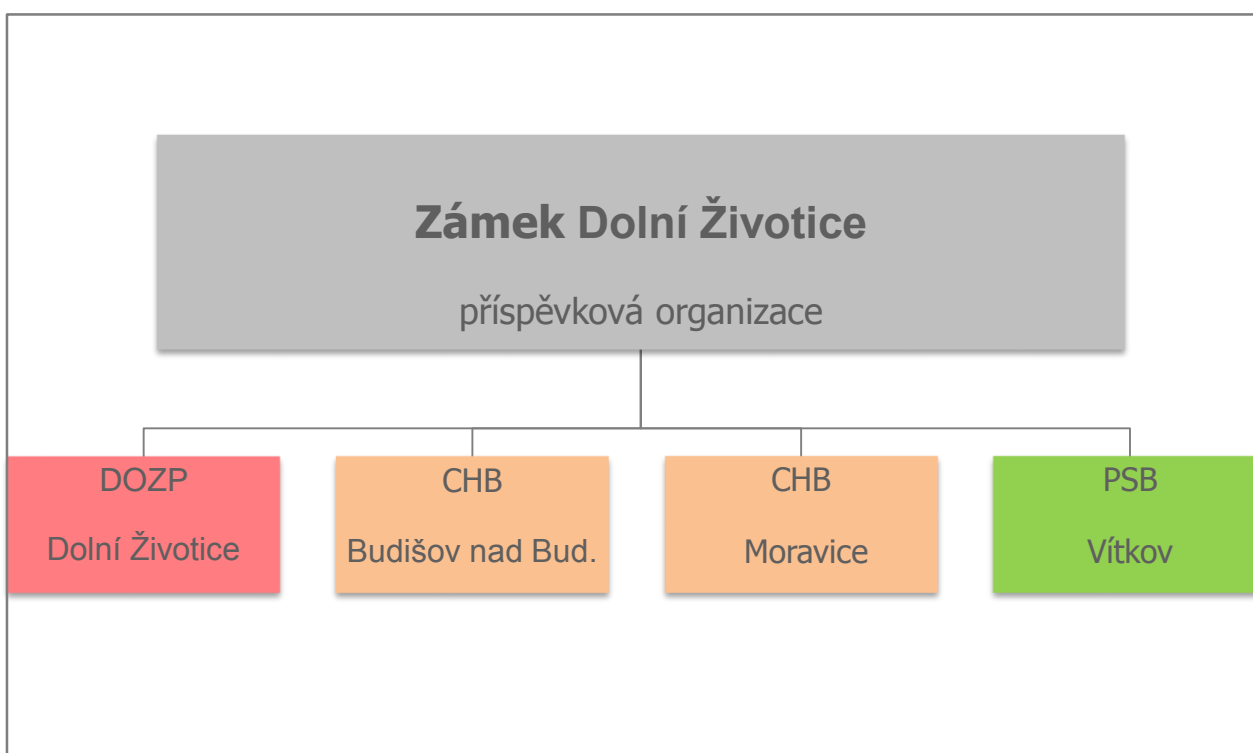 Zámek Dolní Životice
příspěvková organizace
DOZP
Dolní Životice
CHB
Budišov nad Bud.
CHB
Moravice
PSB
Vítkov